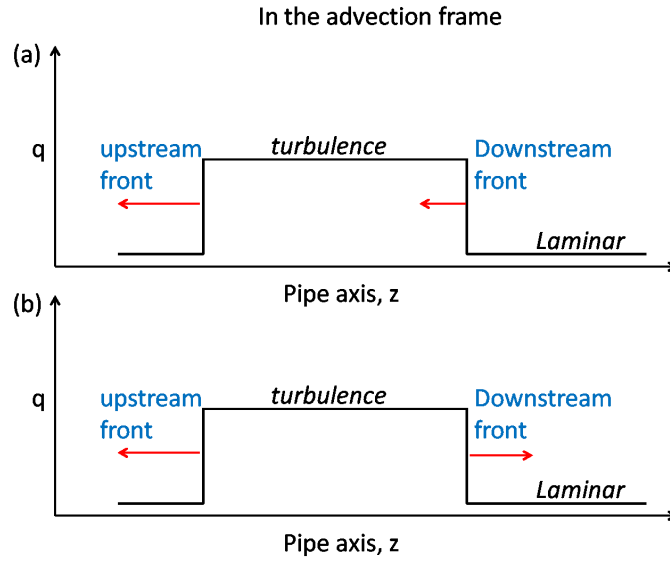 In the advection frame
(a)
q
upstream
front
turbulence
Downstream
front
Laminar
Pipe axis, z
(b)
q
upstream
front
turbulence
Downstream
front
Laminar
Pipe axis, z